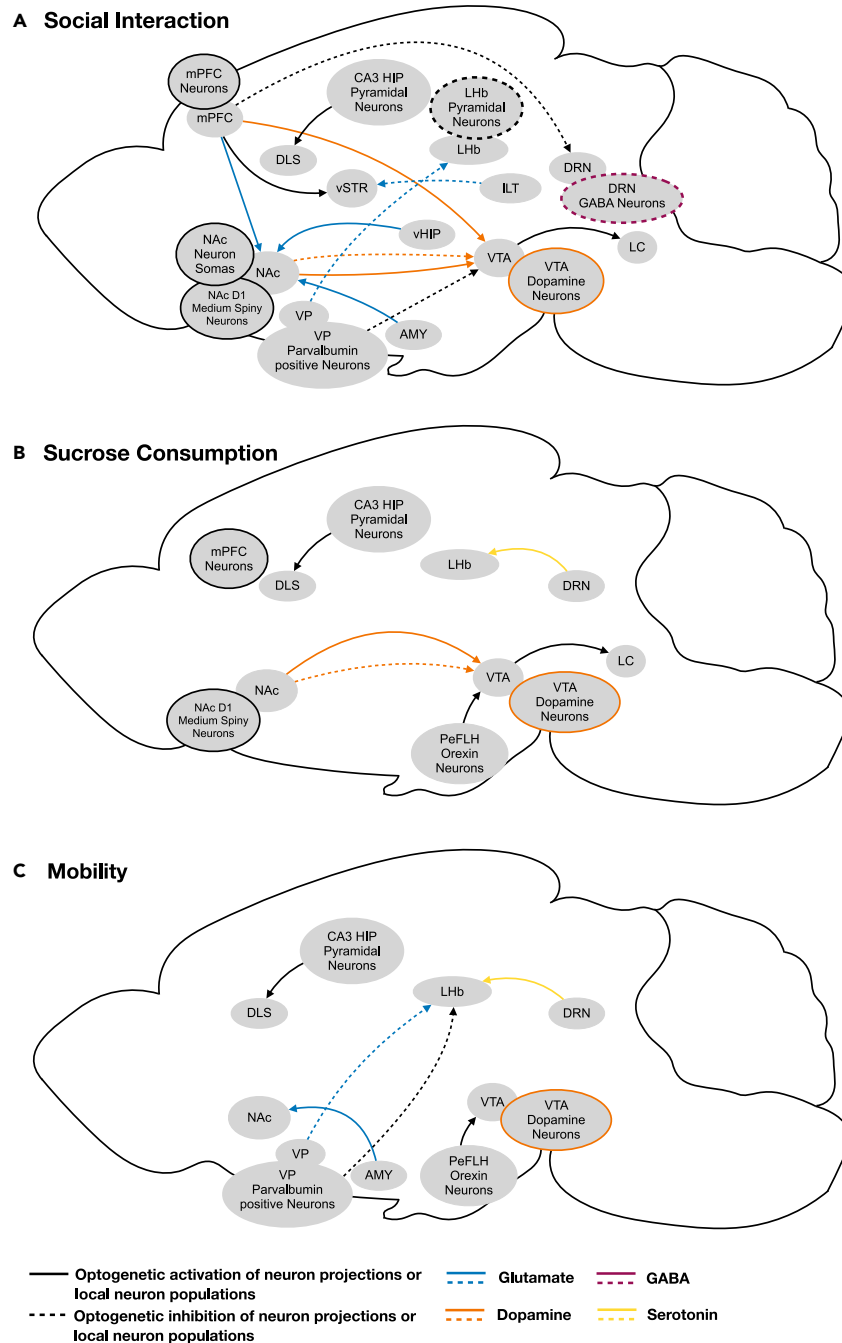 A Social Interaction
mPFC
Neurons
mPFC
CA3 HIP
Pyramidal
Neurons
LHb
Pyramidal
Neurons
LHb
DLS
vSTR
ILT
DRN
DRN
GABA Neurons
NAc
Neuron
Somas
NAc
vHIP
VTA
LC
NAc D1
Medium Spiny
Neurons
VTA
Dopamine
Neurons
VP
VP
Parvalbumin
positive Neurons
AMY
B Sucrose Consumption
CA3 HIP
Pyramidal
Neurons
mPFC
Neurons
DLS
LHb
DRN
NAc
VTA
LC
NAc D1
Medium Spiny
Neurons
VTA
Dopamine
Neurons
PeFLH
Orexin
Neurons
C Mobility
CA3 HIP
Pyramidal
Neurons
DLS
LHb
DRN
NAc
VTA
VTA
Dopamine
Neurons
VP
VP
Parvalbumin
positive Neurons
AMY
PeFLH
Orexin
Neurons
Optogenetic activation of neuron projections or
local neuron populations
Optogenetic inhibition of neuron projections or
local neuron populations
Glutamate
GABA
Dopamine
Serotonin